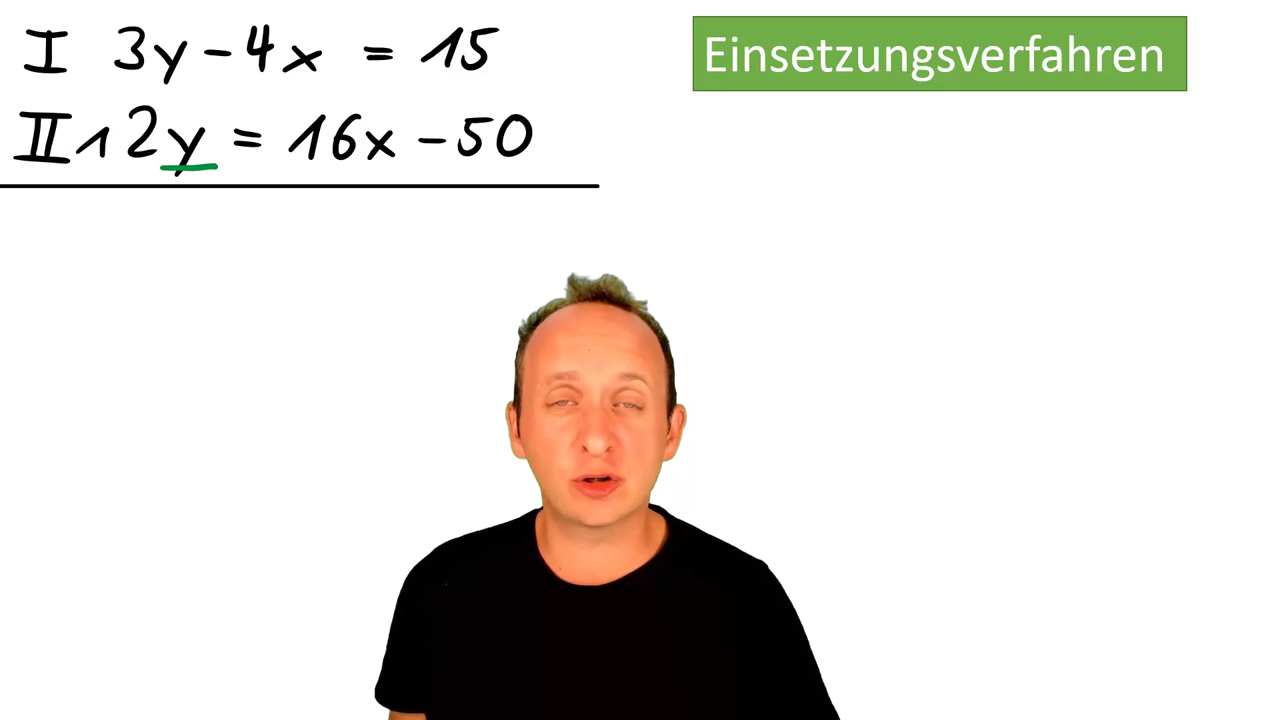 I 3y - 4x = 15
Einsetzungsverfahren
II 12y = 16x - 50